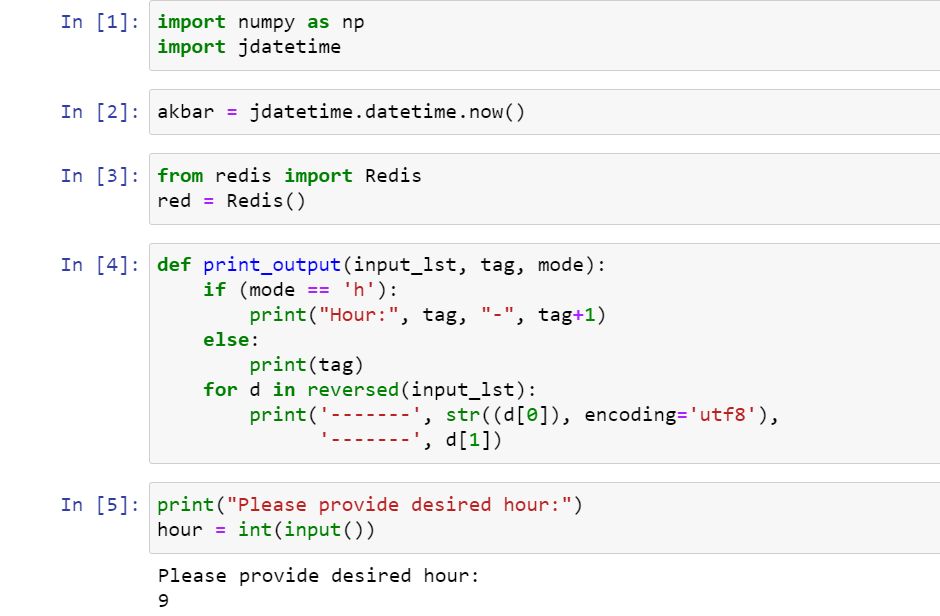 In [1]: import numpy as np
import jdatetime
In [2]: akbar = jdatetime.datetime.now()
In [3]: from redis import Redis
red = Redis()
In [4]: def print_output(input_lst, tag, mode):
    if (mode == 'h'):
        print("Hour:", tag, "-", tag+1)
    else:
        print(tag)
    for d in reversed(input_lst):
        print('-------', str((d[0]), encoding='utf8'),
              '-------', d[1])
In [5]: print("Please provide desired hour:")
hour = int(input())
Please provide desired hour:
9